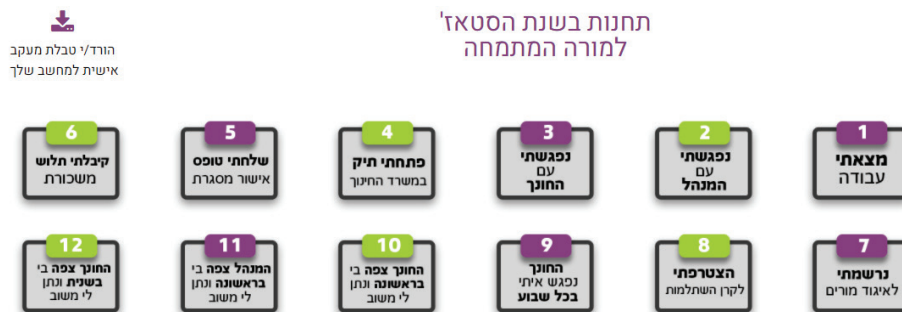 תחנות בשנת הסטאז'
למורה המתמחה
הורד/י טבלת מעקב
אישית למחשב שלך
1
מצאתי
עבודה
2
נפגשתי
עם
המנהל
3
נפגשתי
עם
החונך
4
פתחתי תיק
במשרד החינוך
5
שלחתי טופס
אישור מסגרת
6
קיבלתי תלוש
משכורת
7
נרשמתי
לאיגוד מורים
8
הצטרפתי
לקרן השתלמות
9
החונך
נפגש איתי
בכל שבוע
10
החונך צפה בי
בראשונה ונתן
לי משוב
11
המנהל צפה בי
בראשונה ונתן
לי משוב
12
החונך צפה בי
בשנית ונתן
לי משוב